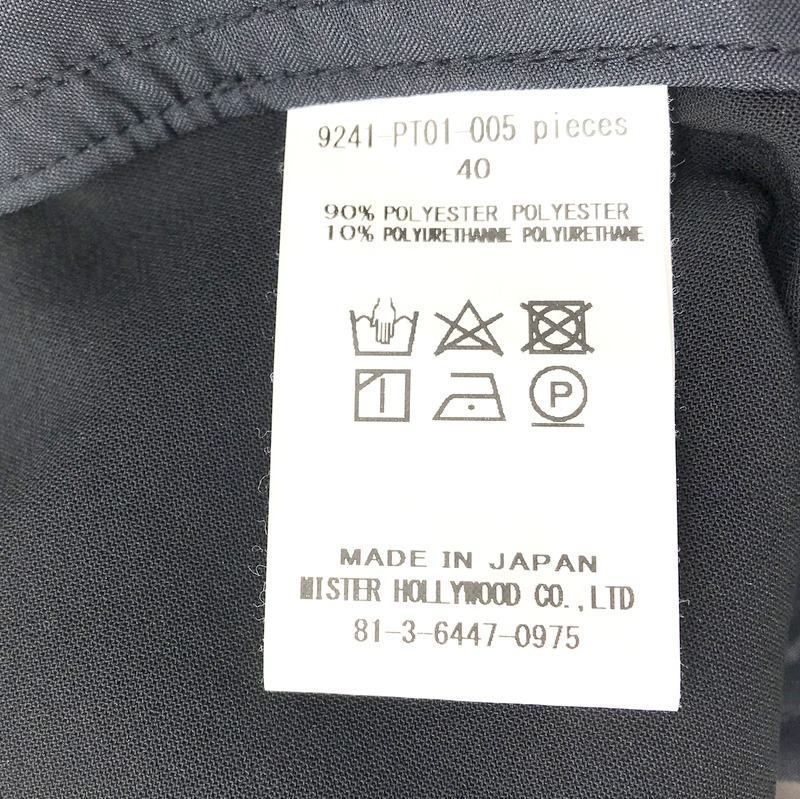 9241-PT01-005 pieces
40
90% POLYESTER POLYESTER
10% POLYURETHANNE POLYURETHANE
P
MADE IN JAPAN
MISTER HOLLYWOOD CO.,LTD
81-3-6447-0975